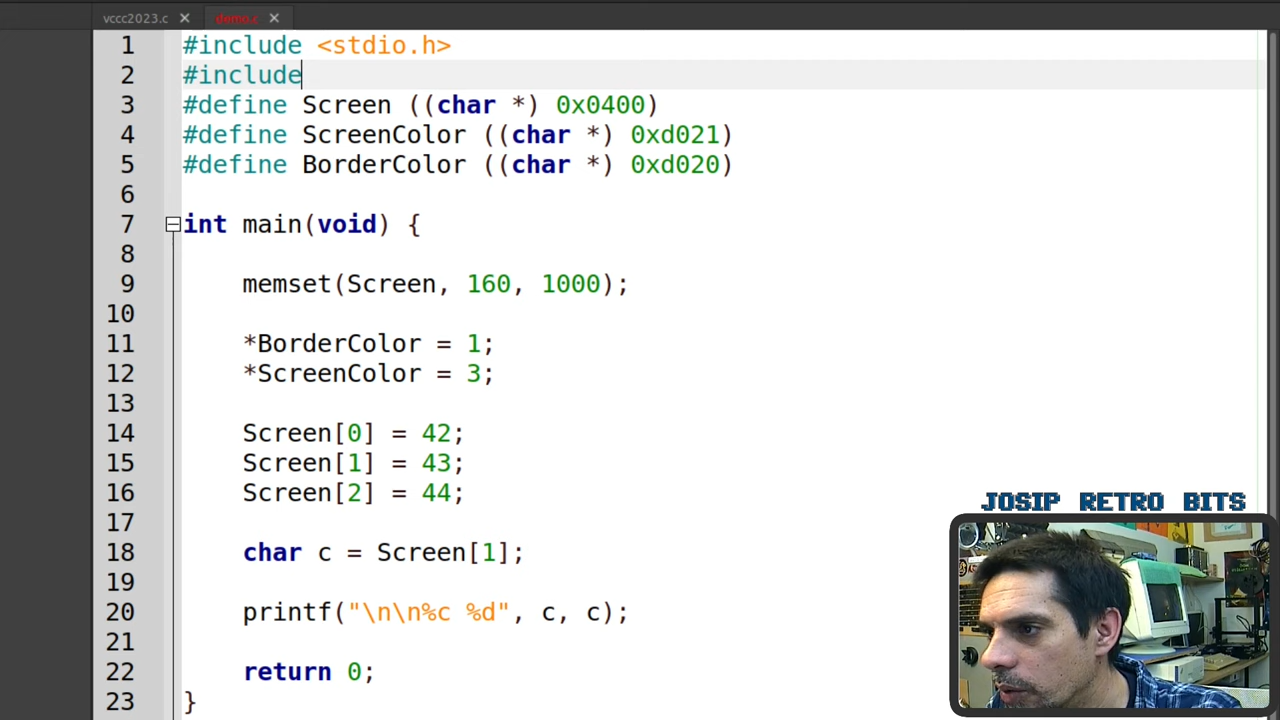 vccc2023.c ✕ demo.c ✕
1 #include <stdio.h>
2 #include
3 #define Screen ((char *) 0x0400)
4 #define ScreenColor ((char *) 0xd021)
5 #define BorderColor ((char *) 0xd020)
6
7 int main(void) {
8
9 memset(Screen, 160, 1000);
10
11 *BorderColor = 1;
12 *ScreenColor = 3;
13
14 Screen[0] = 42;
15 Screen[1] = 43;
16 Screen[2] = 44;
17
18 char c = Screen[1];
19
20 printf("\n\n%c %d", c, c);
21
22 return 0;
23 }
JOSIP RETRO BITS